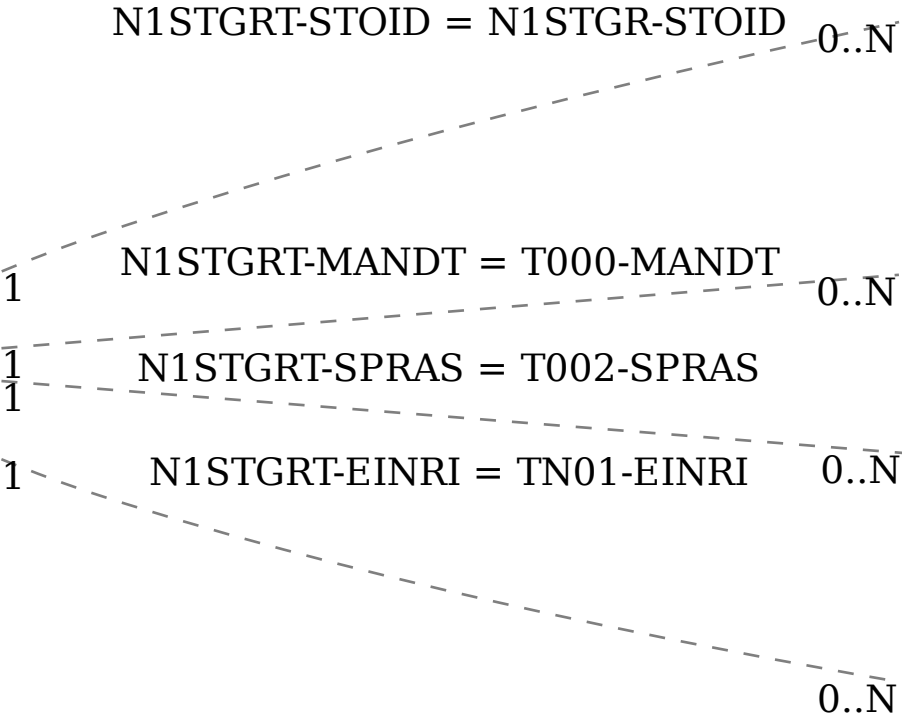 N1STGRT-STOID = N1STGR-STOID
0..N
1
N1STGRT-MANDT = T000-MANDT
0..N
1
N1STGRT-SPRAS = T002-SPRAS
1
0..N
N1STGRT-EINRI = TN01-EINRI
1
0..N